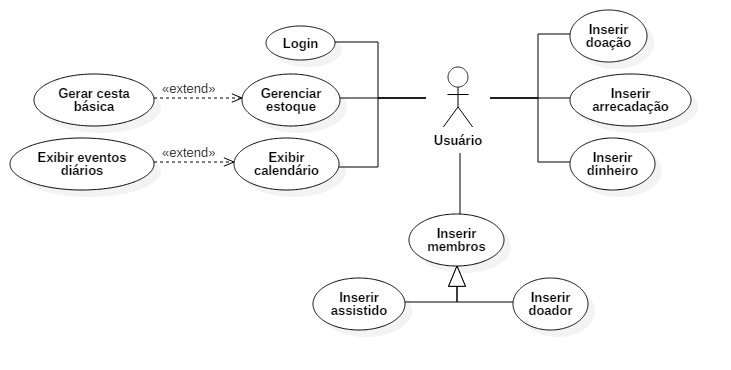 Login
Gerar cesta
básica
«extend»
Gerenciar
estoque
Exibir eventos
diários
«extend»
Exibir
calendário
Usuário
Inserir
doação
Inserir
arrecadação
Inserir
dinheiro
Inserir
membros
Inserir
assistido
Inserir
doador